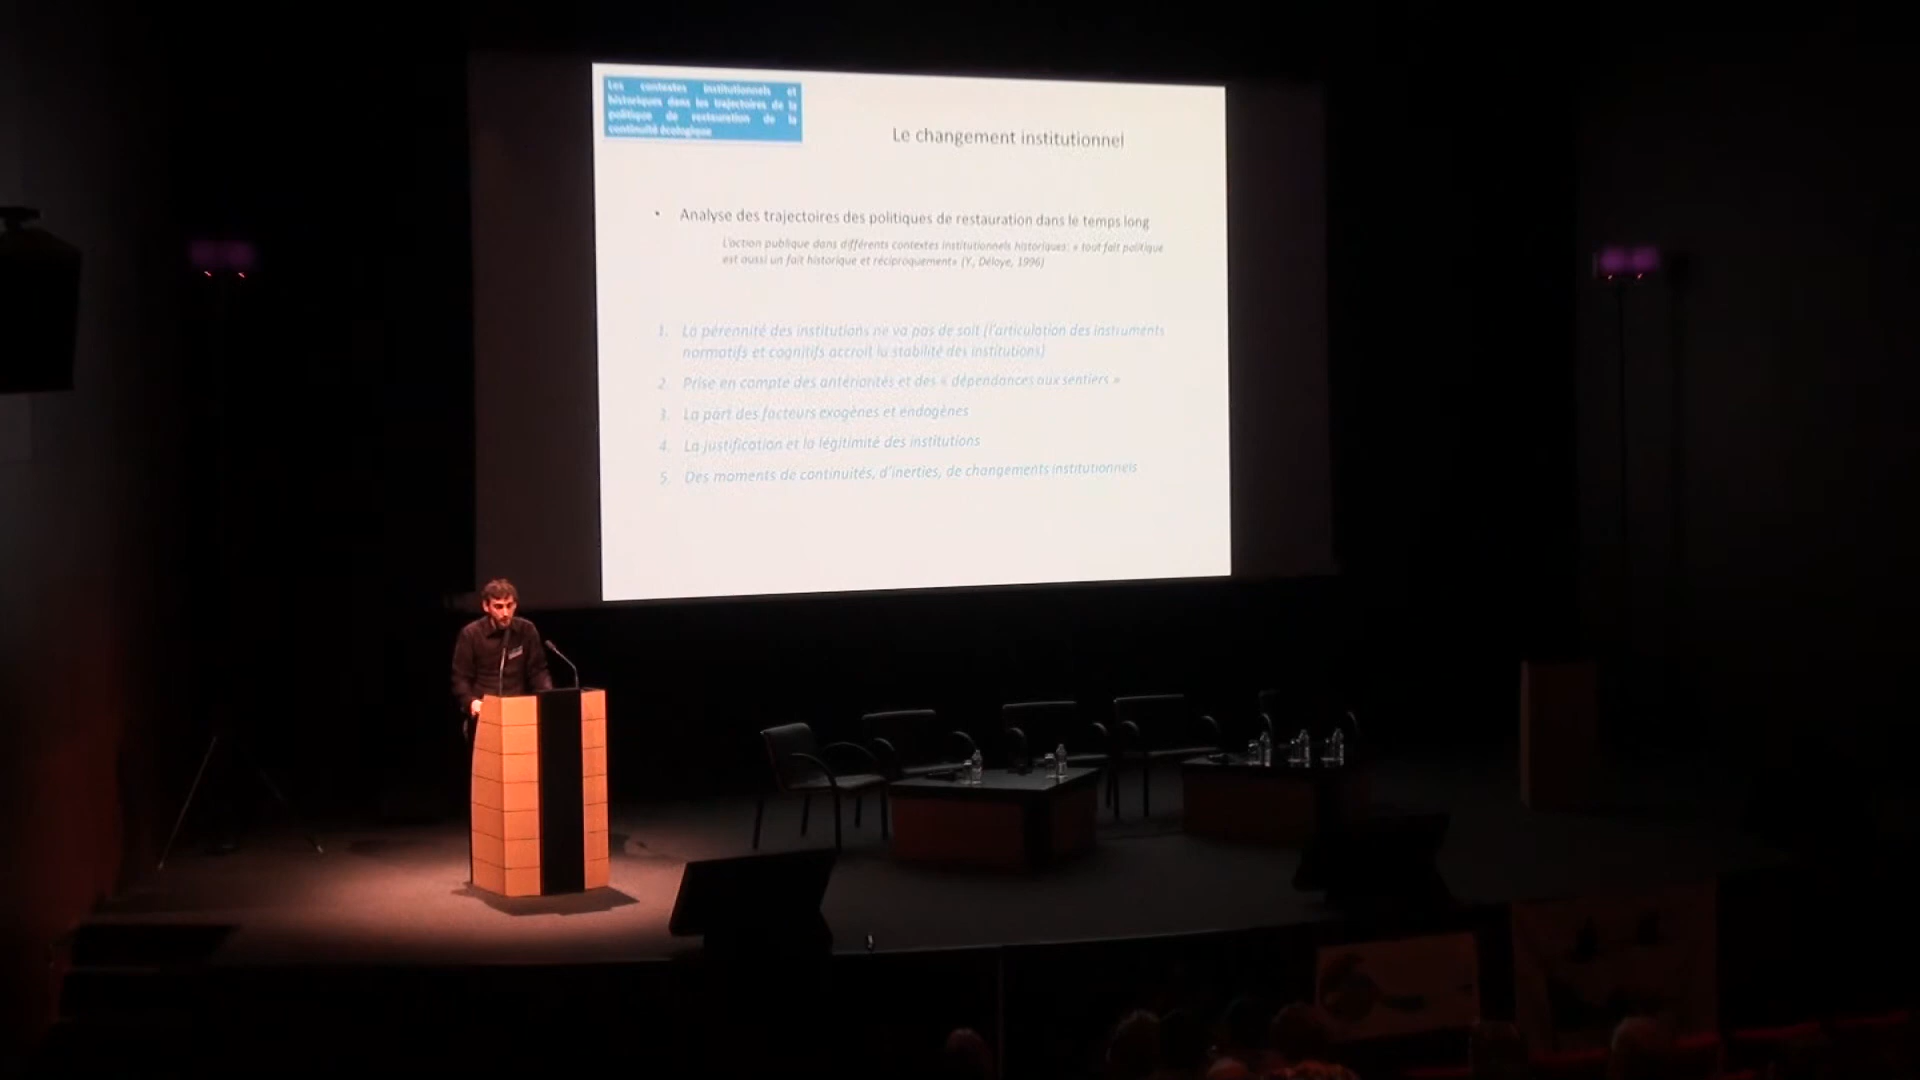 Les contextes institutionnels et
historiques dans les trajectoires de la
politique de restauration de la
continuité écologique
Le changement institutionnel
• Analyse des trajectoires des politiques de restauration dans le temps long
L'action publique dans différents contextes institutionnels historiques : « tout fait politique
est aussi un fait historique et réciproquement» (Y. Déloye, 1996)
1. La pérennité des institutions ne va pas de soit (l'articulation des instruments
normatifs et cognitifs accroit la stabilité des institutions)
2. Prise en compte des antériorités et des « dépendances aux sentiers »
3. La part des facteurs exogènes et endogènes
4. La justification et la légitimité des institutions
5. Des moments de continuités, d'inerties, de changements institutionnels